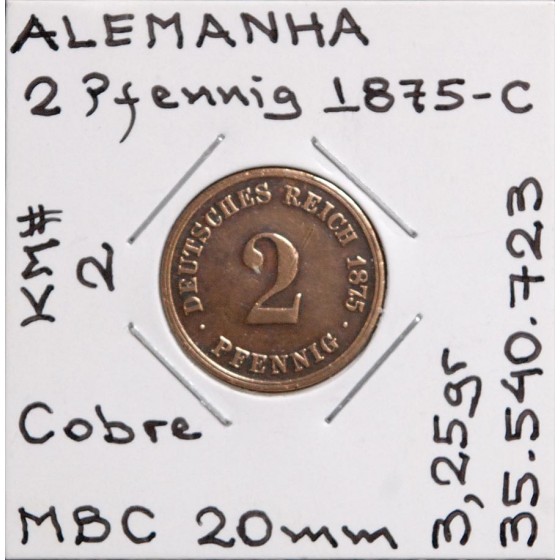 ALEMANHA
2 Pfennig 1875-C
KM#
2
DEUTSCHES REICH 1875
2
· PFENNIG ·
Cobre
MBC 20mm
3,25gr
35.540.723